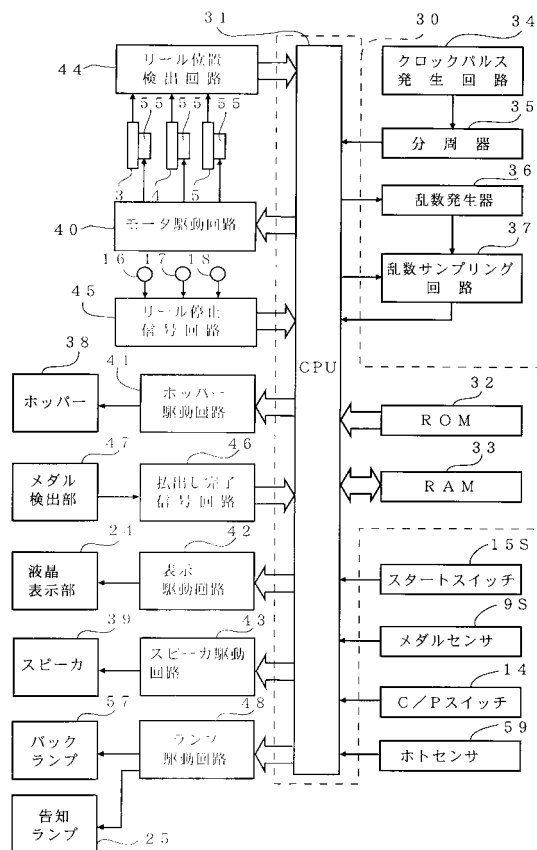 31
30
34
44
リール位置
検出回路
クロックパルス
発生回路
35
分周器
55
55
55
36
乱数発生器
3
4
5
37
40
モータ駆動回路
乱数サンプリング
回路
16
17
18
45
リール停止
信号回路
CPU
38
41
ホッパー
ホッパー
駆動回路
32
ROM
47
46
33
メダル
検出部
払出し完了
信号回路
RAM
24
42
15S
液晶
表示部
表示
駆動回路
スタートスイッチ
9S
39
43
メダルセンサ
スピーカ
スピーカ駆動
回路
14
C/Pスイッチ
57
48
59
バック
ランプ
ランプ
駆動回路
ホトセンサ
告知
ランプ
25